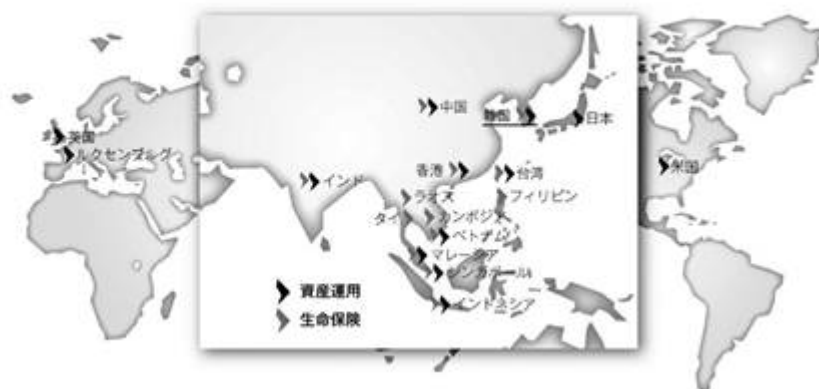 中国
韓国
日本
英国
ルクセンブルグ
香港
台湾
米国
インド
ラオス
フィリピン
タイ
カンボジア
ベトナム
マレーシア
シンガポール
資産運用
インドネシア
生命保険